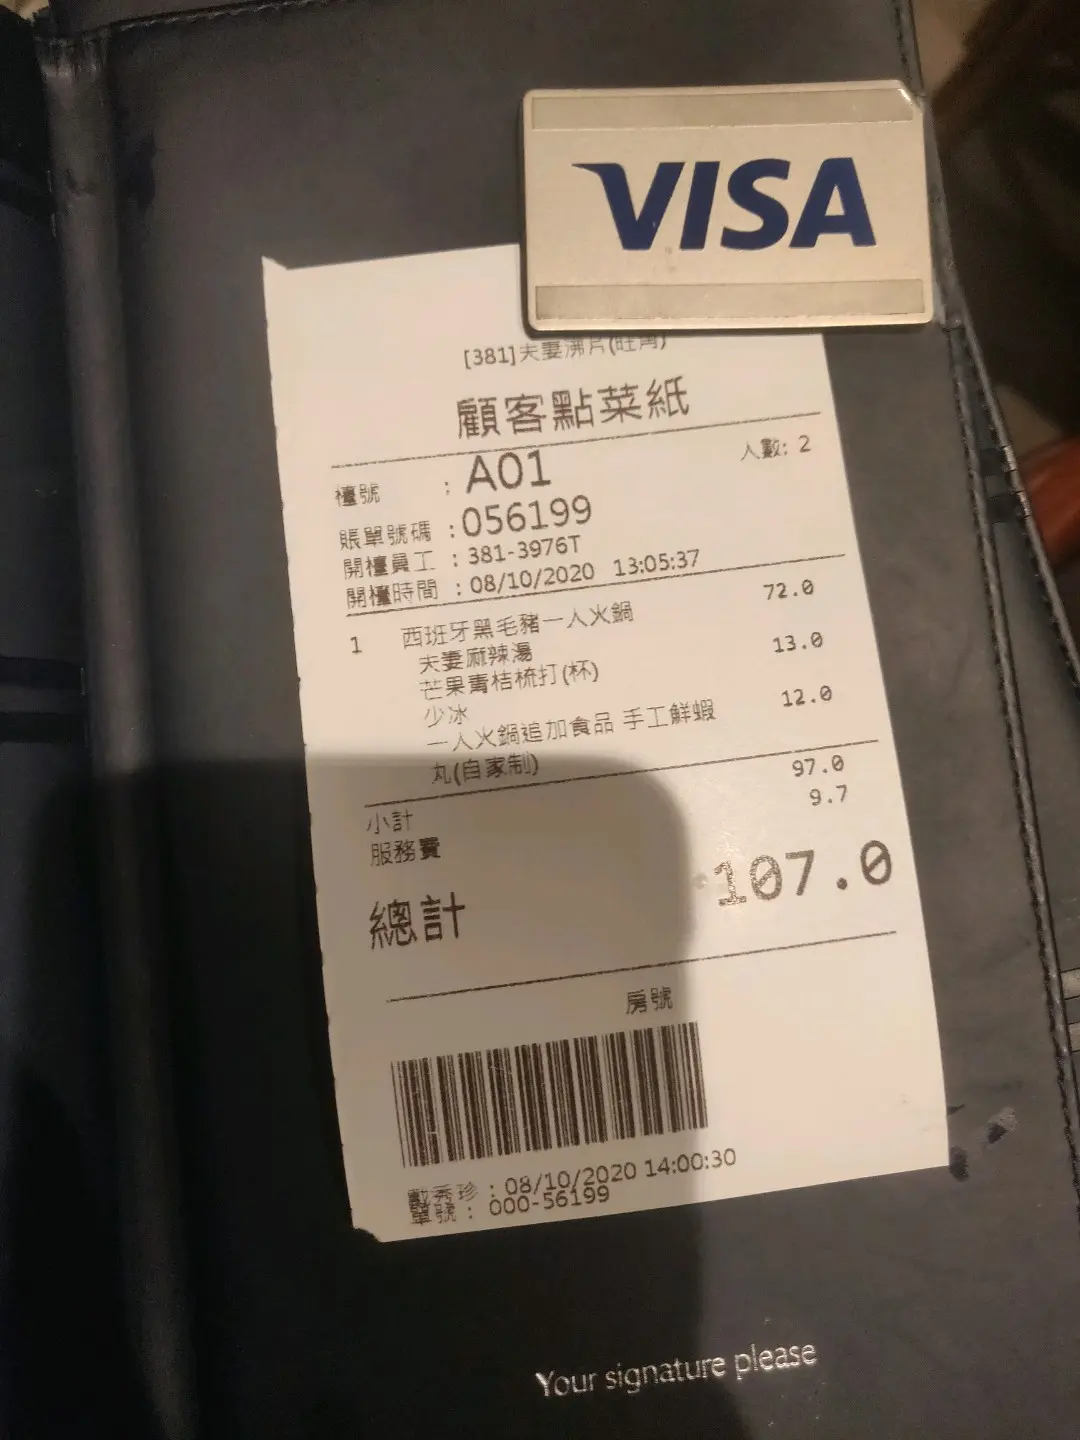 VISA
[381]夫妻沸片(旺角)
顧客點菜紙
檯號 : A01 人數: 2
賬單號碼 : 056199
開檯員工 : 381-3976T
開檯時間 : 08/10/2020 13:05:37
1 西班牙黑毛豬一人火鍋 72.0
夫妻麻辣湯
芒果青桔梳打(杯) 13.0
少冰
一人火鍋追加食品 手工鮮蝦 12.0
丸(自家制)
小計 97.0
服務費 9.7
總計 107.0
房號
戴秀珍 : 08/10/2020 14:00:30
單號 : 000-56199
Your signature please